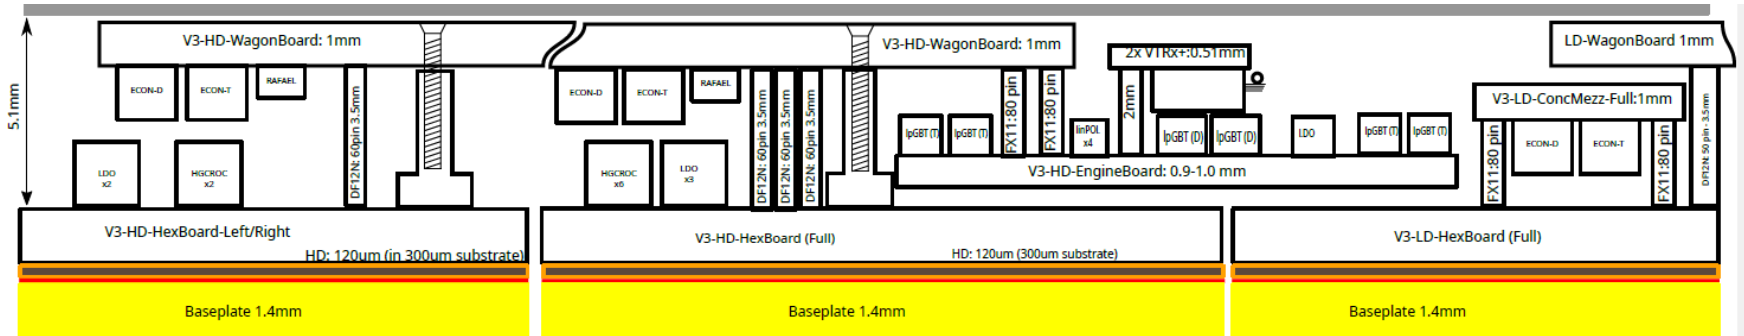 5.1mm
V3-HD-WagonBoard: 1mm
ECON-D
ECON-T
RAFAEL
DF12N: 60pin 3.5mm
LDO
x2
HGCROC
x2
V3-HD-HexBoard-Left/Right
HD: 120um (in 300um substrate)
Baseplate 1.4mm
V3-HD-WagonBoard: 1mm
ECON-D
ECON-T
RAFAEL
HGCROC
x6
LDO
x3
DF12N: 60pin 3.5mm
DF12N: 60pin 3.5mm
DF12N: 60pin 3.5mm
lpGBT (T)
lpGBT (T)
FX11:80 pin
FX11:80 pin
linPOL
x4
2x VTRx+:0.51mm
2mm
lpGBT (D)
lpGBT (D)
LDO
lpGBT (T)
lpGBT (T)
V3-HD-EngineBoard: 0.9-1.0 mm
V3-HD-HexBoard (Full)
HD: 120um (300um substrate)
Baseplate 1.4mm
LD-WagonBoard 1mm
V3-LD-ConcMezz-Full:1mm
FX11:80 pin
ECON-D
ECON-T
FX11:80 pin
DF12N: 50 pin - 3.5mm
V3-LD-HexBoard (Full)
Baseplate 1.4mm